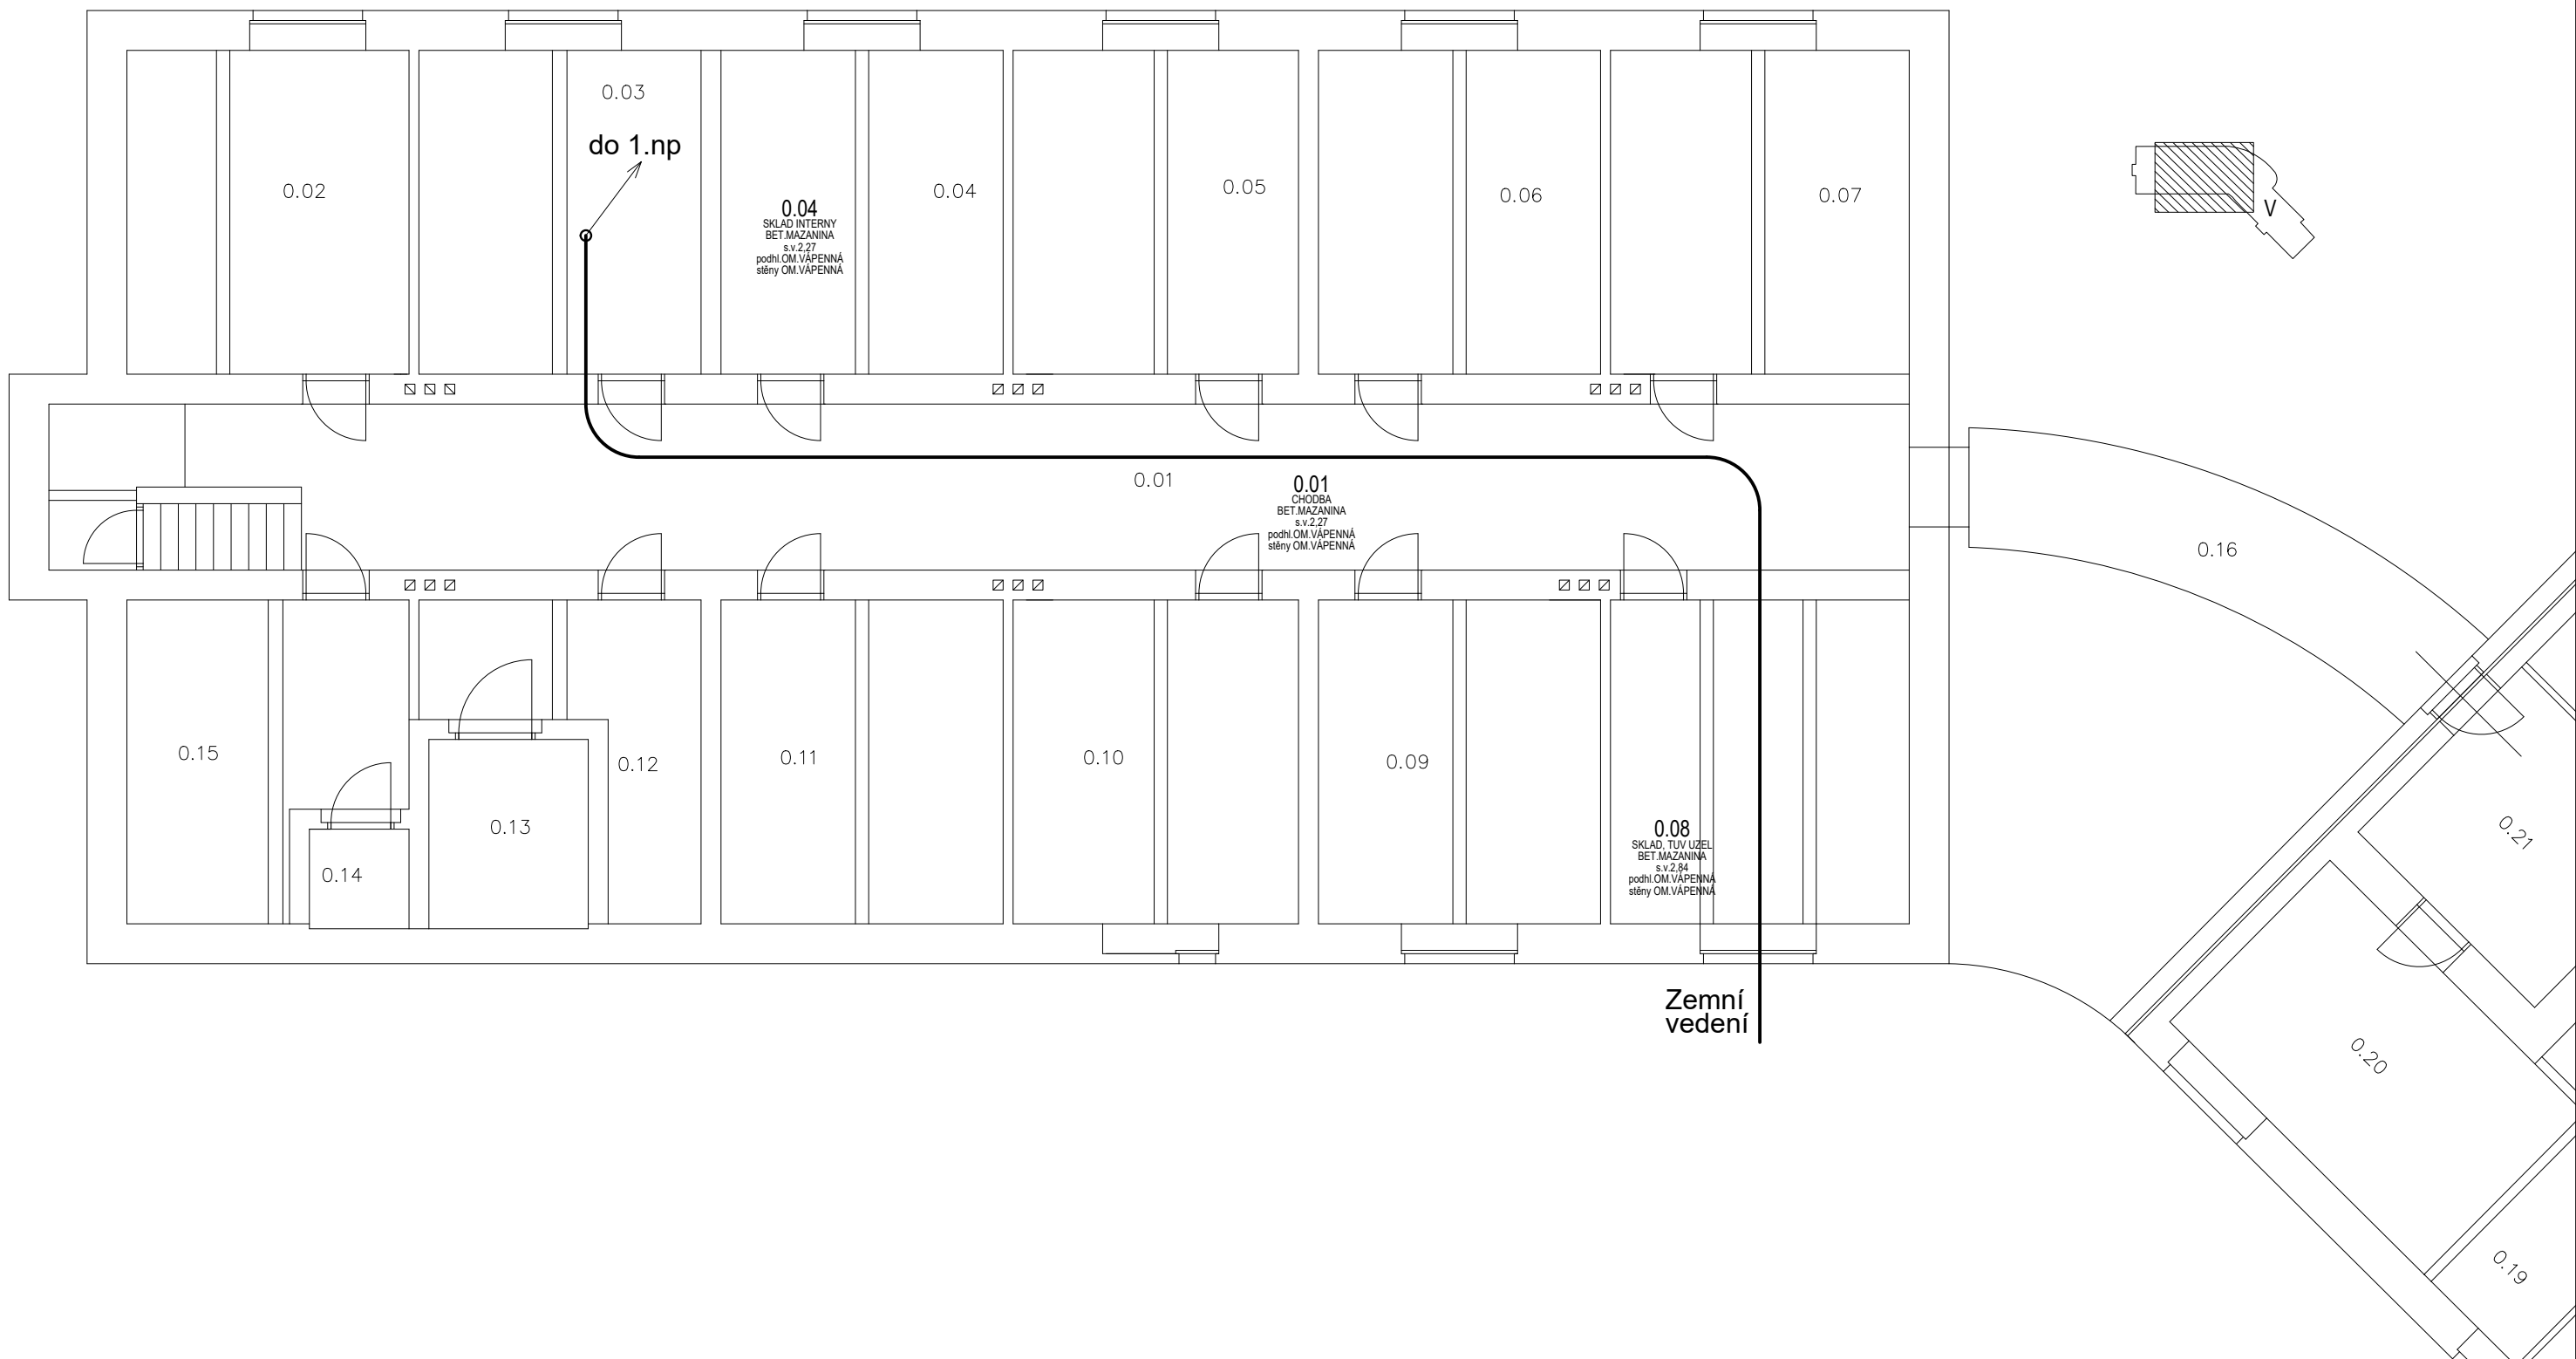 0.03
do 1.np
0.02
0.04
SKLAD INTERNY
BET.MAZANINA
s.v.2,27
podhl.OM.VÁPENNÁ
stěny OM.VÁPENNÁ
0.04
0.05
0.06
0.07
V
0.01
0.01
CHODBA
BET.MAZANINA
s.v.2,27
podhl.OM.VÁPENNÁ
stěny OM.VÁPENNÁ
0.16
0.15
0.14
0.13
0.12
0.11
0.10
0.09
0.08
SKLAD, TUV UZEL
BET.MAZANINA
s.v.2,84
podhl.OM.VÁPENNÁ
stěny OM.VÁPENNÁ
0.21
Zemní
vedení
0.20
0.19